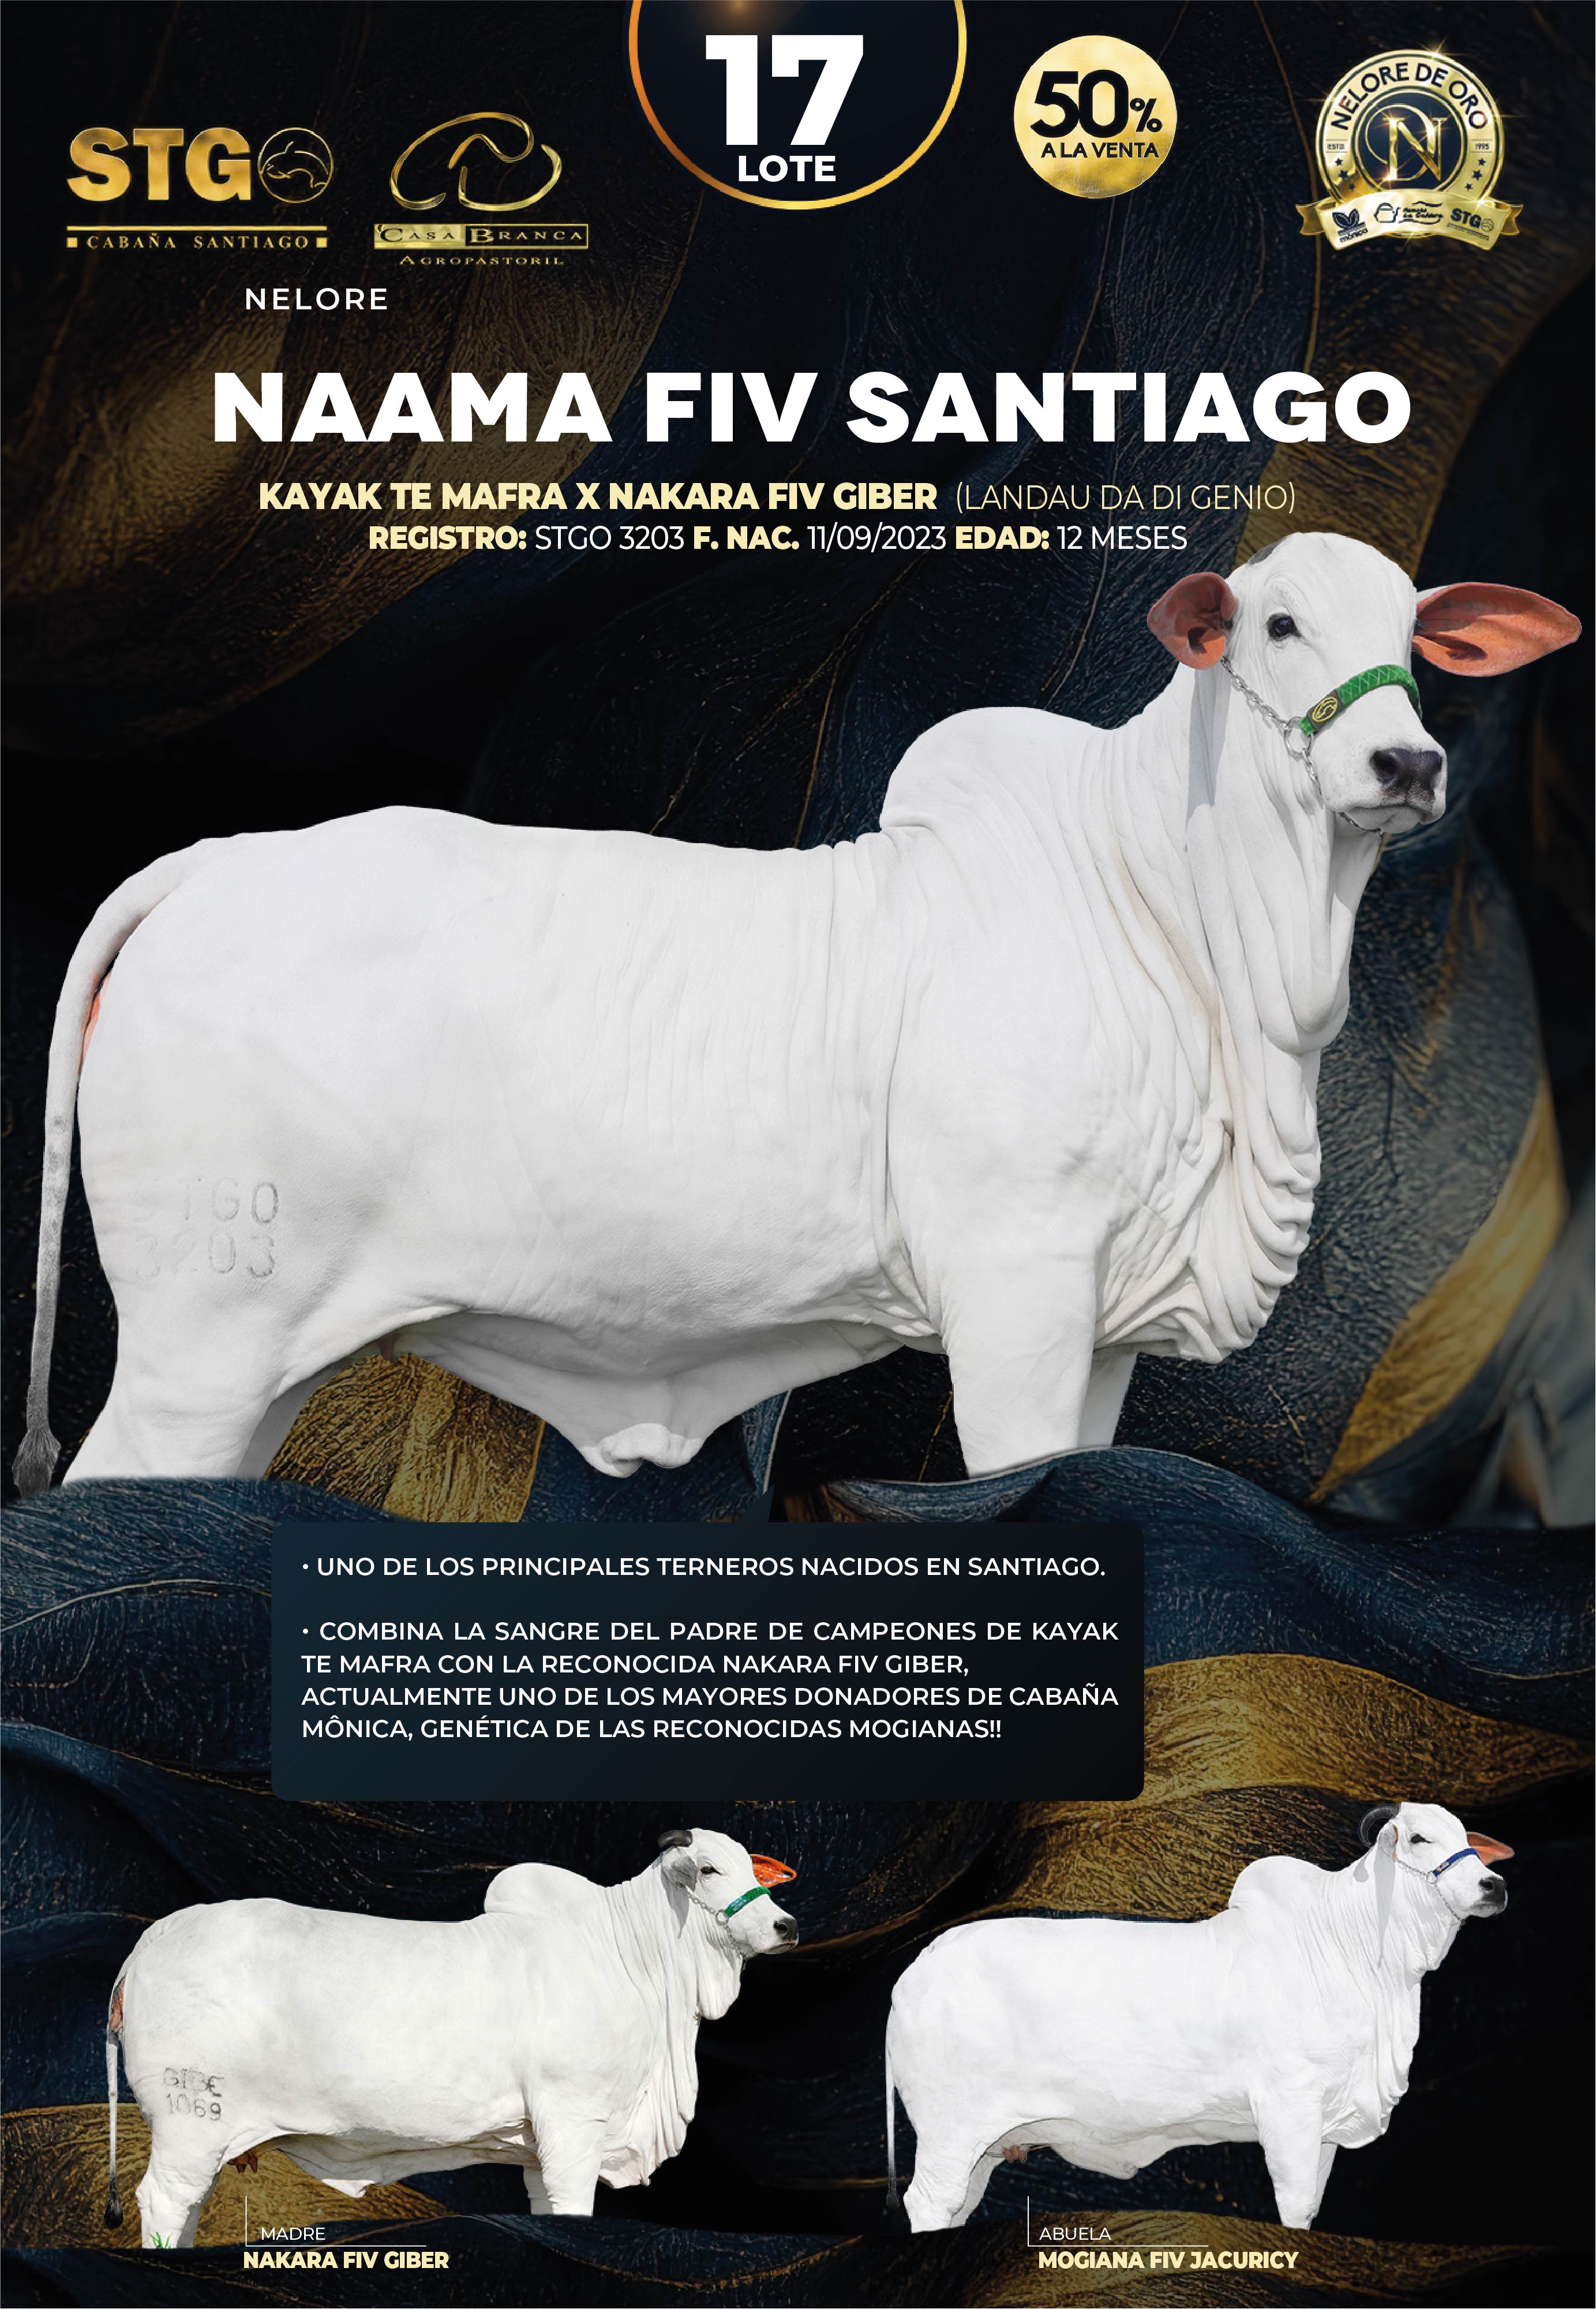 17
LOTE
50%
A LA VENTA
NELORE DE ORO
ESTD 1995
N
STGO
STGO
CABAÑA SANTIAGO
CASA BRANCA
AGROPASTORIL
NELORE
NAAMA FIV SANTIAGO
KAYAK TE MAFRA X NAKARA FIV GIBER (LANDAU DA DI GENIO)
REGISTRO: STGO 3203 F. NAC. 11/09/2023 EDAD: 12 MESES
STGO
3203
• UNO DE LOS PRINCIPALES TERNEROS NACIDOS EN SANTIAGO.
• COMBINA LA SANGRE DEL PADRE DE CAMPEONES DE KAYAK
TE MAFRA CON LA RECONOCIDA NAKARA FIV GIBER,
ACTUALMENTE UNO DE LOS MAYORES DONADORES DE CABAÑA
MÔNICA, GENÉTICA DE LAS RECONOCIDAS MOGIANAS!!
GIBE
1069
MADRE
NAKARA FIV GIBER
ABUELA
MOGIANA FIV JACURICY